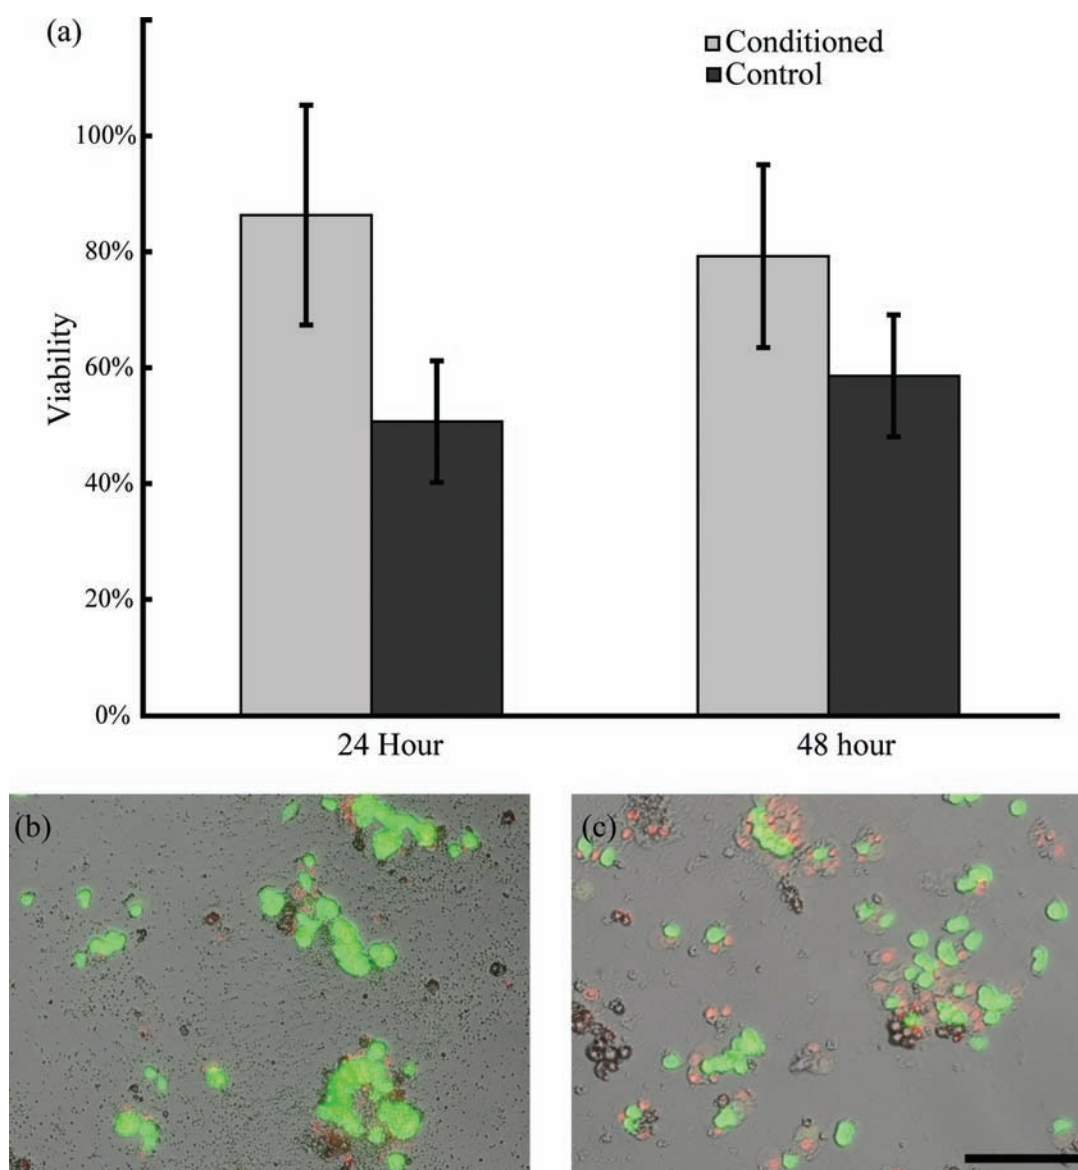 (a)
Conditioned
Control
100%
80%
60%
40%
20%
0%
Viability
24 Hour
48 hour
(b)
(c)